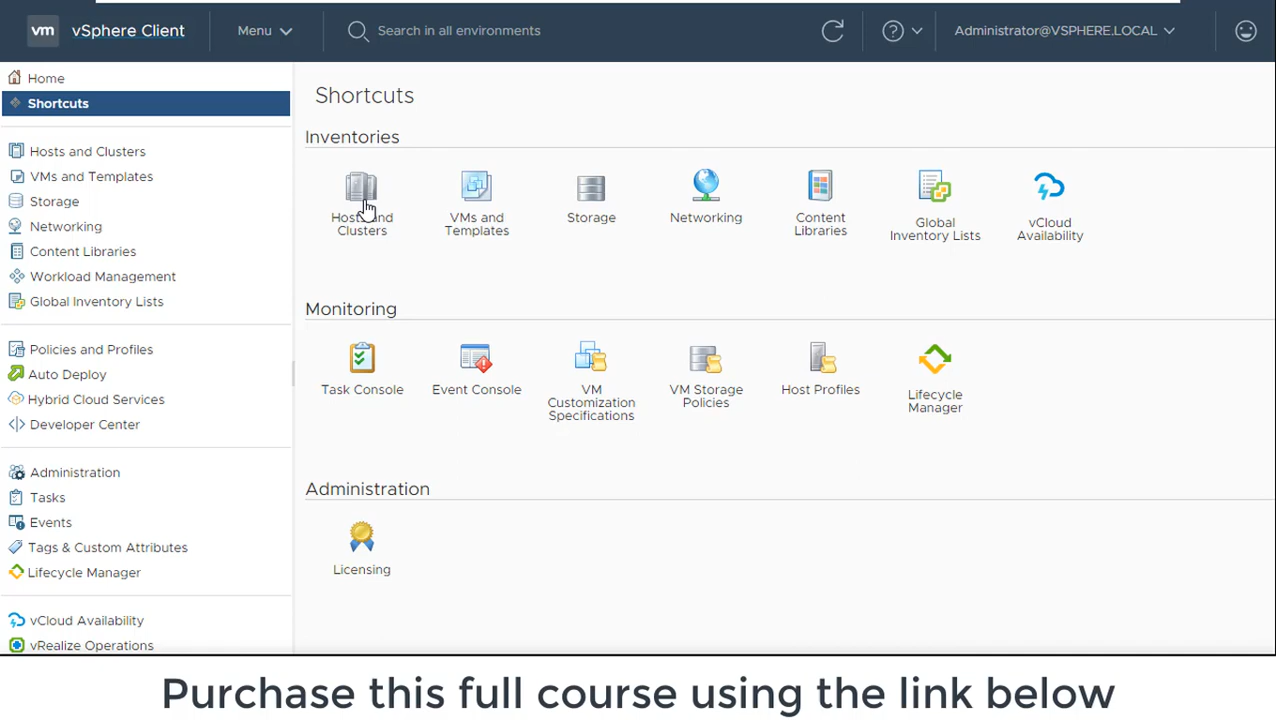 vm vSphere Client Menu Search in all environments Administrator@VSPHERE.LOCAL
Home
Shortcuts
Hosts and Clusters
VMs and Templates
Storage
Networking
Content Libraries
Workload Management
Global Inventory Lists
Policies and Profiles
Auto Deploy
Hybrid Cloud Services
Developer Center
Administration
Tasks
Events
Tags & Custom Attributes
Lifecycle Manager
vCloud Availability
vRealize Operations
Shortcuts
Inventories
Hosts and
Clusters
VMs and
Templates
Storage
Networking
Content
Libraries
Global
Inventory Lists
vCloud
Availability
Monitoring
Task Console
Event Console
VM
Customization
Specifications
VM Storage
Policies
Host Profiles
Lifecycle
Manager
Administration
Licensing
Purchase this full course using the link below